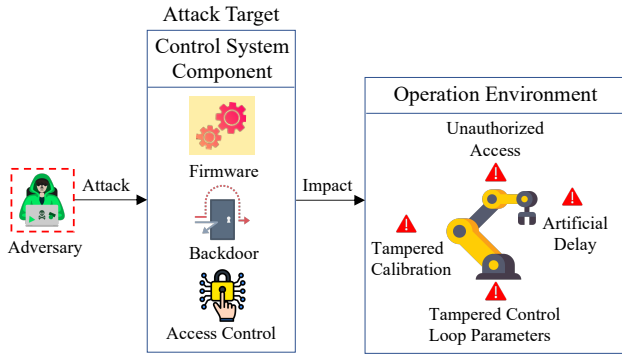 Attack Target
Control System
Component
Firmware
Backdoor
Access Control
Adversary
Attack
Impact
Operation Environment
Unauthorized
Access
Artificial
Delay
Tampered
Calibration
Tampered Control
Loop Parameters